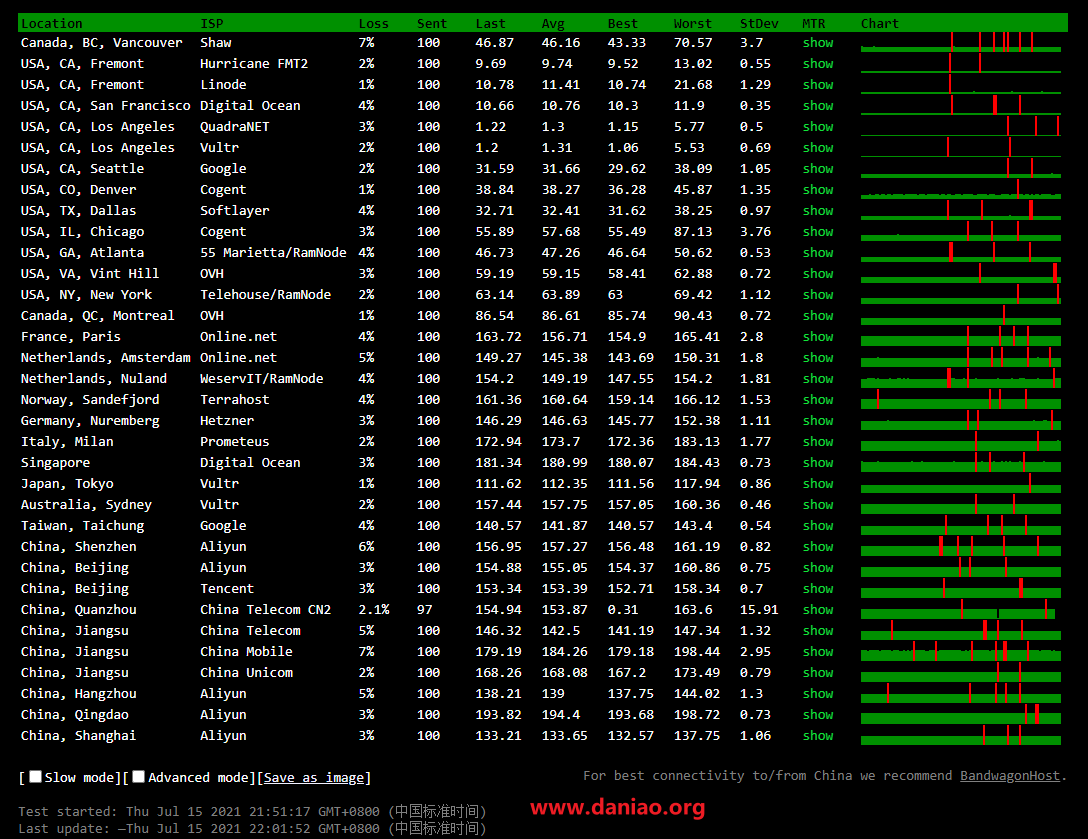 Location ISP Loss Sent Last Avg Best Worst StDev MTR Chart
Canada, BC, Vancouver Shaw 7% 100 46.87 46.16 43.33 70.57 3.7 show
USA, CA, Fremont Hurricane FMT2 2% 100 9.69 9.74 9.52 13.02 0.55 show
USA, CA, Fremont Linode 1% 100 10.78 11.41 10.74 21.68 1.29 show
USA, CA, San Francisco Digital Ocean 4% 100 10.66 10.76 10.3 11.9 0.35 show
USA, CA, Los Angeles QuadraNET 3% 100 1.22 1.3 1.15 5.77 0.5 show
USA, CA, Los Angeles Vultr 2% 100 1.2 1.31 1.06 5.53 0.69 show
USA, CA, Seattle Google 2% 100 31.59 31.66 29.62 38.09 1.05 show
USA, CO, Denver Cogent 1% 100 38.84 38.27 36.28 45.87 1.35 show
USA, TX, Dallas Softlayer 4% 100 32.71 32.41 31.62 38.25 0.97 show
USA, IL, Chicago Cogent 3% 100 55.89 57.68 55.49 87.13 3.76 show
USA, GA, Atlanta 55 Marietta/RamNode 4% 100 46.73 47.26 46.64 50.62 0.53 show
USA, VA, Vint Hill OVH 3% 100 59.19 59.15 58.41 62.88 0.72 show
USA, NY, New York Telehouse/RamNode 2% 100 63.14 63.89 63 69.42 1.12 show
Canada, QC, Montreal OVH 1% 100 86.54 86.61 85.74 90.43 0.72 show
France, Paris Online.net 4% 100 163.72 156.71 154.9 165.41 2.8 show
Netherlands, Amsterdam Online.net 5% 100 149.27 145.38 143.69 150.31 1.8 show
Netherlands, Nuland WeservIT/RamNode 4% 100 154.2 149.19 147.55 154.2 1.81 show
Norway, Sandefjord Terrahost 4% 100 161.36 160.64 159.14 166.12 1.53 show
Germany, Nuremberg Hetzner 3% 100 146.29 146.63 145.77 152.38 1.11 show
Italy, Milan Prometeus 2% 100 172.94 173.7 172.36 183.13 1.77 show
Singapore Digital Ocean 3% 100 181.34 180.99 180.07 184.43 0.73 show
Japan, Tokyo Vultr 1% 100 111.62 112.35 111.56 117.94 0.86 show
Australia, Sydney Vultr 2% 100 157.44 157.75 157.05 160.36 0.46 show
Taiwan, Taichung Google 4% 100 140.57 141.87 140.57 143.4 0.54 show
China, Shenzhen Aliyun 6% 100 156.95 157.27 156.48 161.19 0.82 show
China, Beijing Aliyun 3% 100 154.88 155.05 154.37 160.86 0.75 show
China, Beijing Tencent 3% 100 153.34 153.39 152.71 158.34 0.7 show
China, Quanzhou China Telecom CN2 2.1% 97 154.94 153.87 0.31 163.6 15.91 show
China, Jiangsu China Telecom 5% 100 146.32 142.5 141.19 147.34 1.32 show
China, Jiangsu China Mobile 7% 100 179.19 184.26 179.18 198.44 2.95 show
China, Jiangsu China Unicom 2% 100 168.26 168.08 167.2 173.49 0.79 show
China, Hangzhou Aliyun 5% 100 138.21 139 137.75 144.02 1.3 show
China, Qingdao Aliyun 3% 100 193.82 194.4 193.68 198.72 0.73 show
China, Shanghai Aliyun 3% 100 133.21 133.65 132.57 137.75 1.06 show
[ Slow mode][ Advanced mode][Save as image] For best connectivity to/from China we recommend BandwagonHost.
Test started: Thu Jul 15 2021 21:51:17 GMT+0800 (中国标准时间)
www.daniao.org
Last update: —Thu Jul 15 2021 22:01:52 GMT+0800 (中国标准时间)